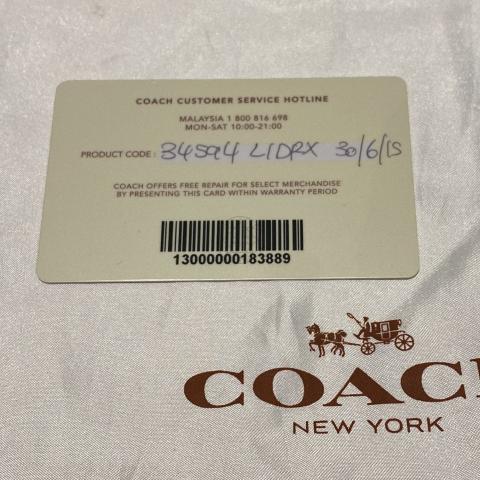 COACH CUSTOMER SERVICE HOTLINE
MALAYSIA 1 800 816 698
MON-SAT 10:00-21:00
PRODUCT CODE: 34594 LIDRX 30/6/15
COACH OFFERS FREE REPAIR FOR SELECT MERCHANDISE
BY PRESENTING THIS CARD WITHIN WARRANTY PERIOD
13000000183889
COACH
NEW YORK